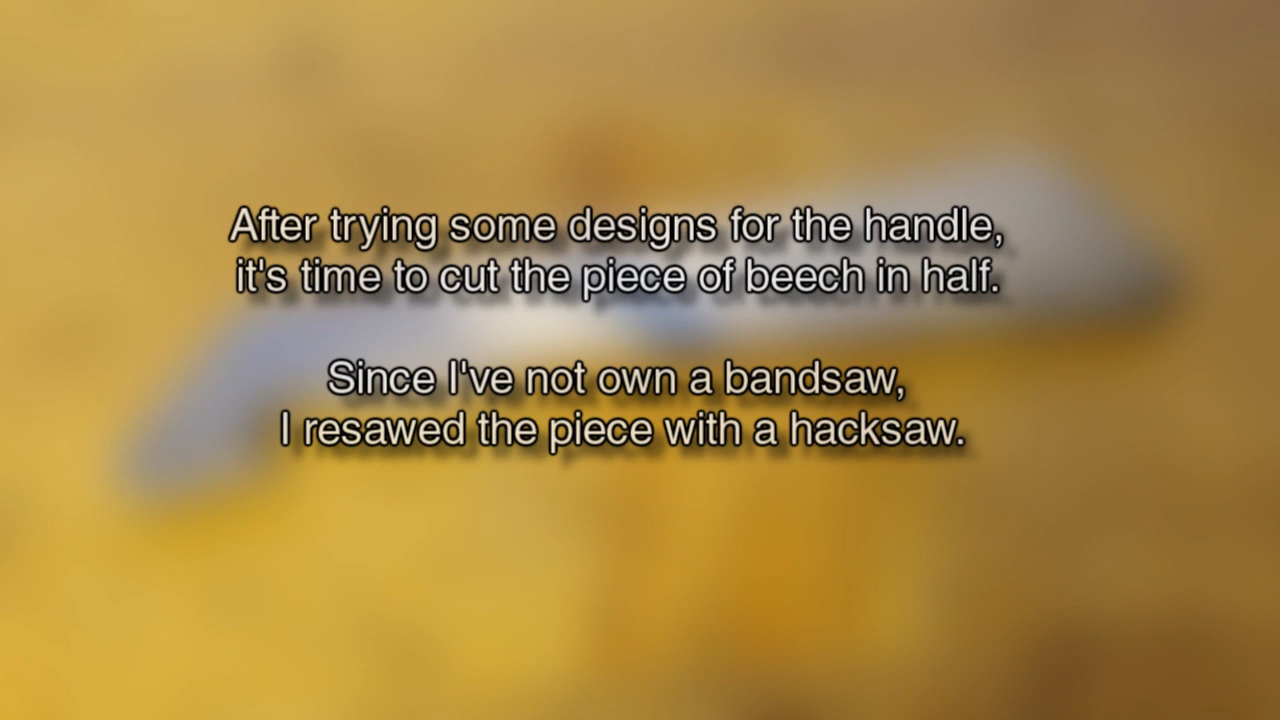 After trying some designs for the handle,
it's time to cut the piece of beech in half.
Since I've not own a bandsaw,
I resawed the piece with a hacksaw.